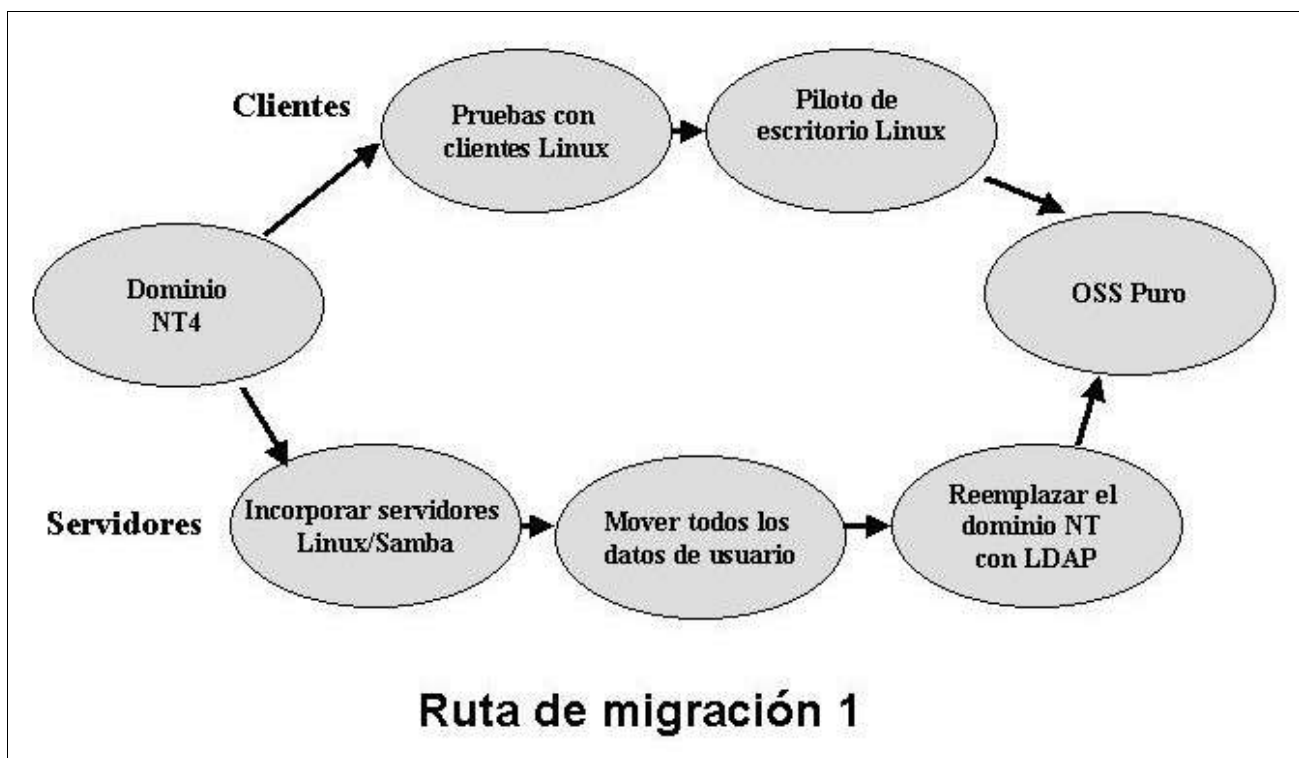 Clientes
Pruebas con
clientes Linux
Piloto de
escritorio Linux
Dominio
NT4
OSS Puro
Servidores
Incorporar servidores
Linux/Samba
Mover todos los
datos de usuario
Reemplazar el
dominio NT
con LDAP
Ruta de migración 1